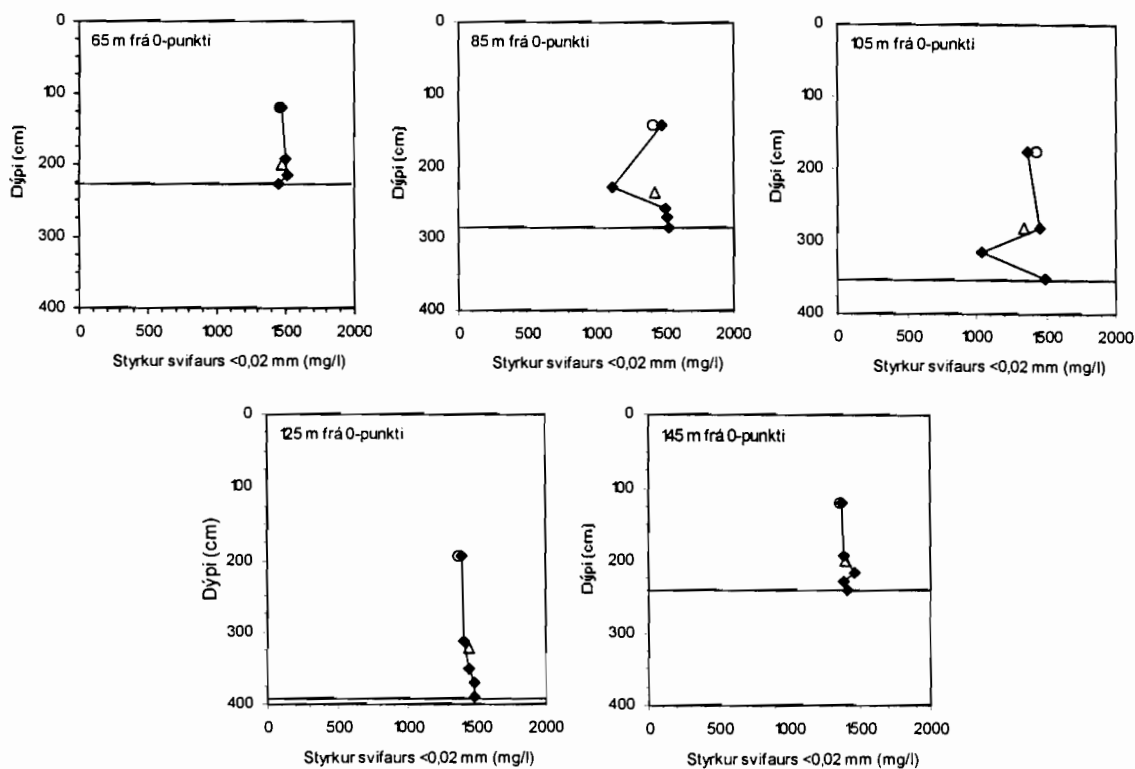 65 m frá 0-punkti
0
100
200
300
400
Dýpi (cm)
0 500 1000 1500 2000
Styrkur svifaurs <0,02 mm (mg/l)
85 m frá 0-punkti
0
100
200
300
400
Dýpi (cm)
0 500 1000 1500 2000
Styrkur svifaurs <0,02 mm (mg/l)
105 m frá 0-punkti
0
100
200
300
400
Dýpi (cm)
0 500 1000 1500 2000
Styrkur svifaurs <0,02 mm (mg/l)
125 m frá 0-punkti
0
100
200
300
400
Dýpi (cm)
0 500 1000 1500 2000
Styrkur svifaurs <0,02 mm (mg/l)
145 m frá 0-punkti
0
100
200
300
400
Dýpi (cm)
0 500 1000 1500 2000
Styrkur svifaurs <0,02 mm (mg/l)